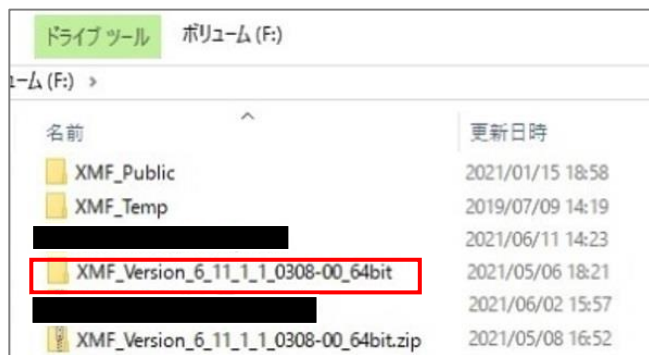 ドライブ ツール ボリューム (F:)
ューム (F:) >
名前 更新日時
XMF_Public 2021/01/15 18:58
XMF_Temp 2019/07/09 14:19
2021/06/11 14:23
XMF_Version_6_11_1_1_0308-00_64bit 2021/05/06 18:21
2021/06/02 15:57
XMF_Version_6_11_1_1_0308-00_64bit.zip 2021/05/08 16:52